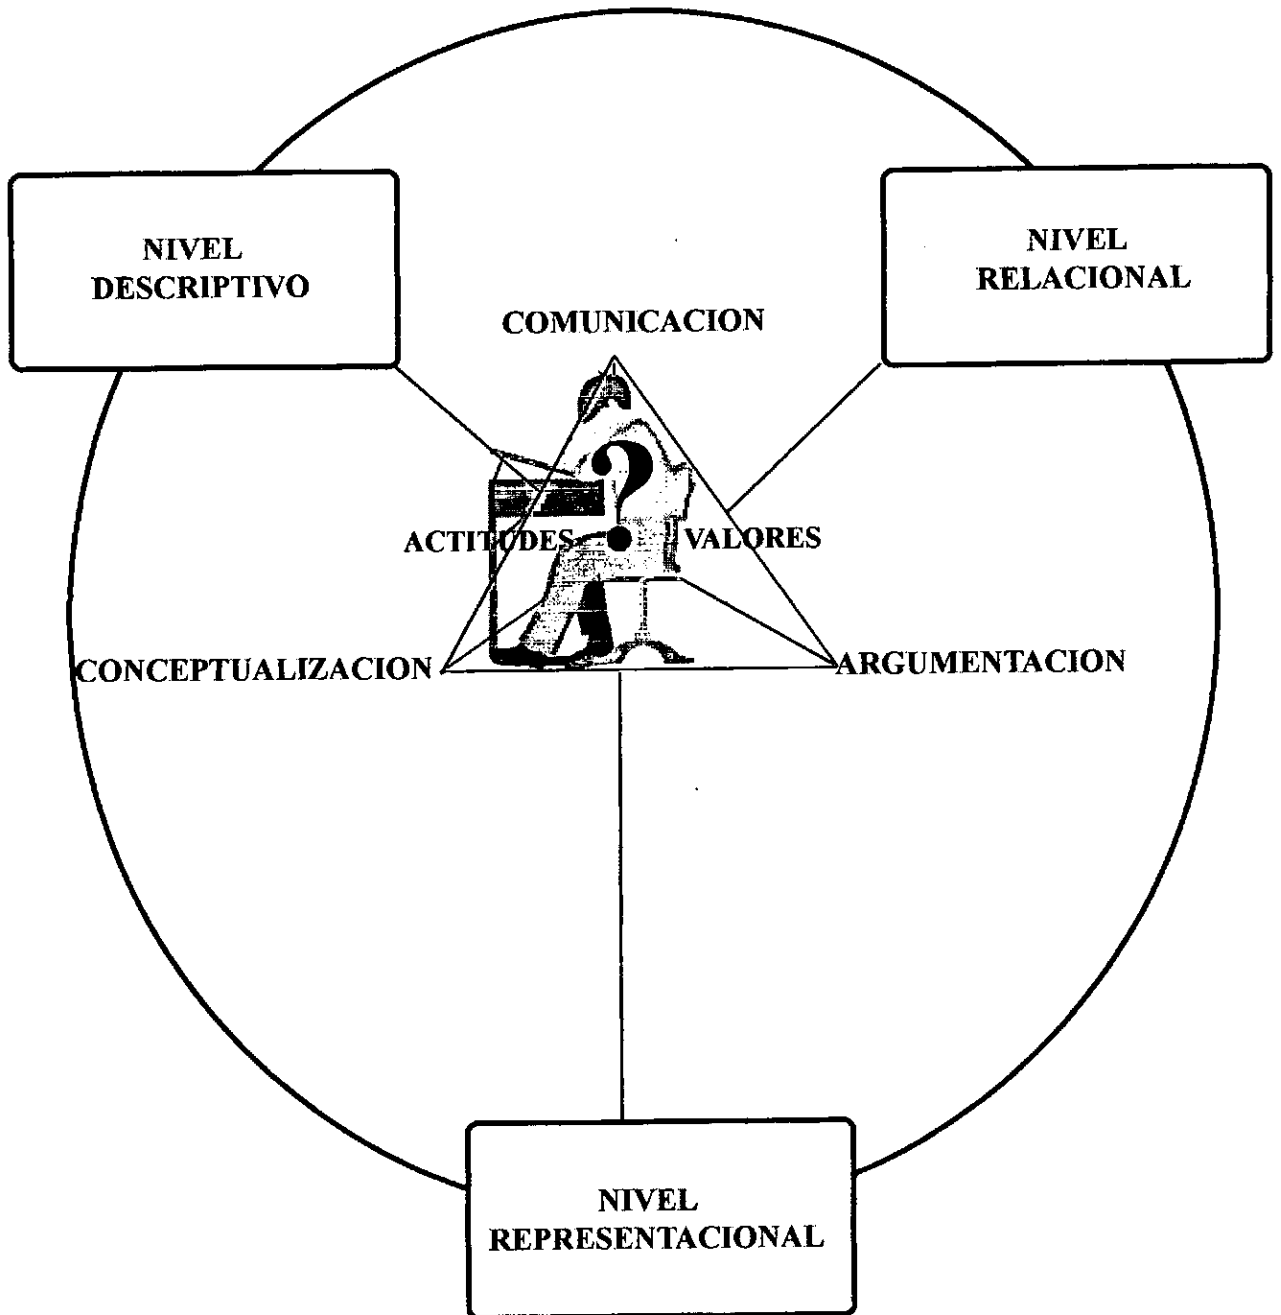 NIVEL
DESCRIPTIVO
NIVEL
RELACIONAL
COMUNICACION
?
ACTITUDES
VALORES
CONCEPTUALIZACION
ARGUMENTACION
NIVEL
REPRESENTACIONAL